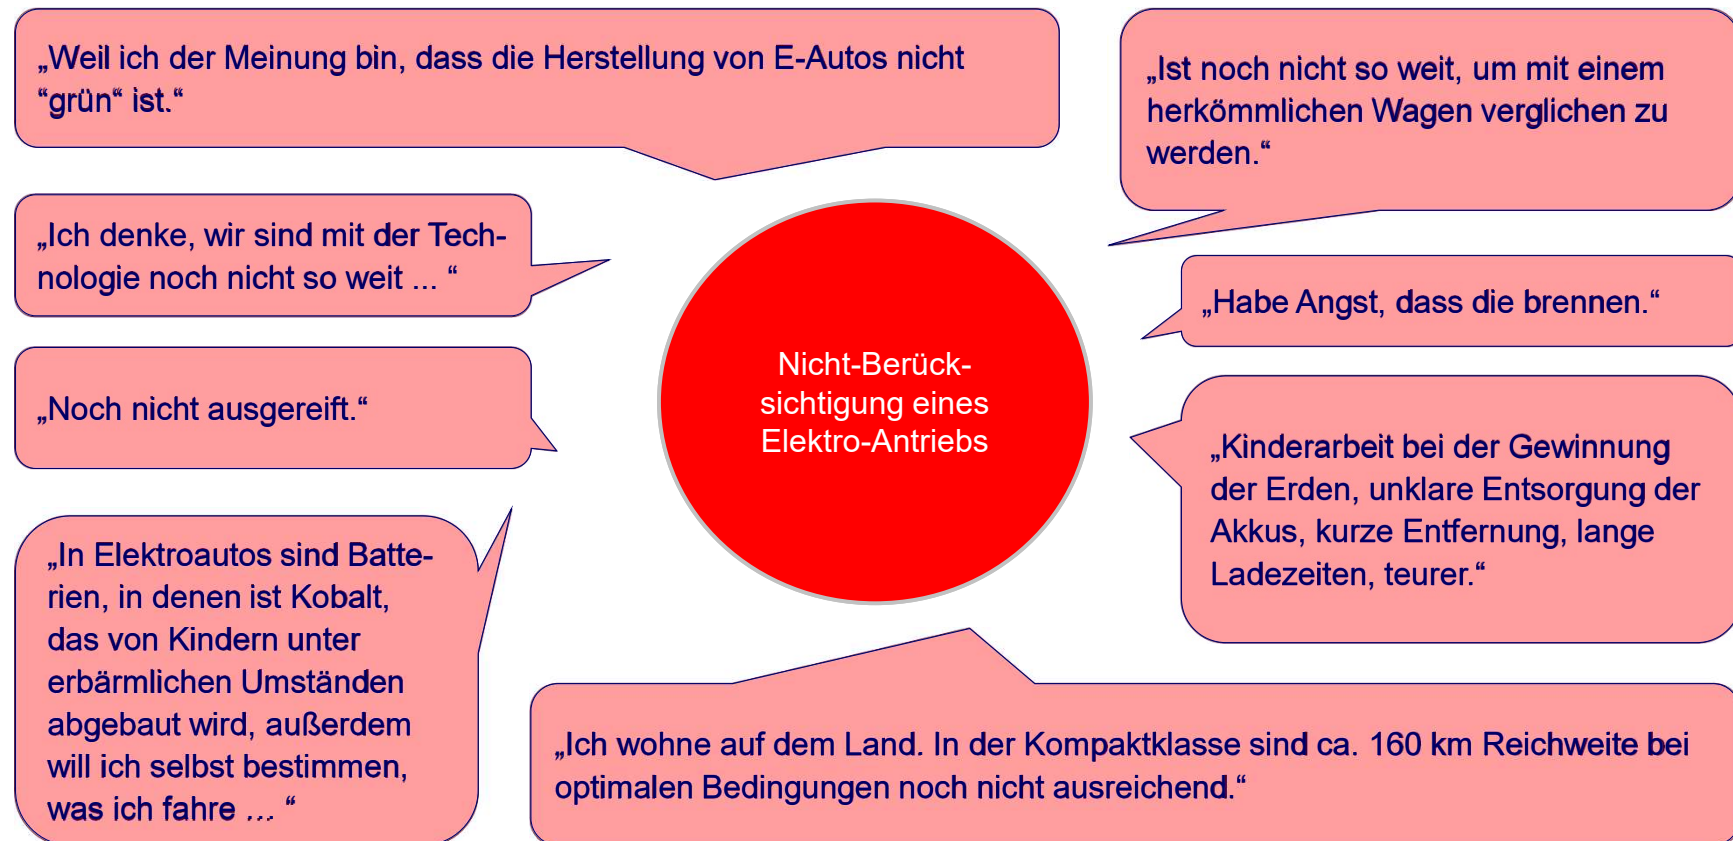 „Weil ich der Meinung bin, dass die Herstellung von E-Autos nicht
“grün“ ist.“
„Ist noch nicht so weit, um mit einem
herkömmlichen Wagen verglichen zu
werden.“
„Ich denke, wir sind mit der Tech-
nologie noch nicht so weit ... “
„Habe Angst, dass die brennen.“
„Noch nicht ausgereift.“
Nicht-Berück-
sichtigung eines
Elektro-Antriebs
„Kinderarbeit bei der Gewinnung
der Erden, unklare Entsorgung der
Akkus, kurze Entfernung, lange
Ladezeiten, teurer.“
„In Elektroautos sind Batte-
rien, in denen ist Kobalt,
das von Kindern unter
erbärmlichen Umständen
abgebaut wird, außerdem
will ich selbst bestimmen,
was ich fahre ... “
„Ich wohne auf dem Land. In der Kompaktklasse sind ca. 160 km Reichweite bei
optimalen Bedingungen noch nicht ausreichend.“